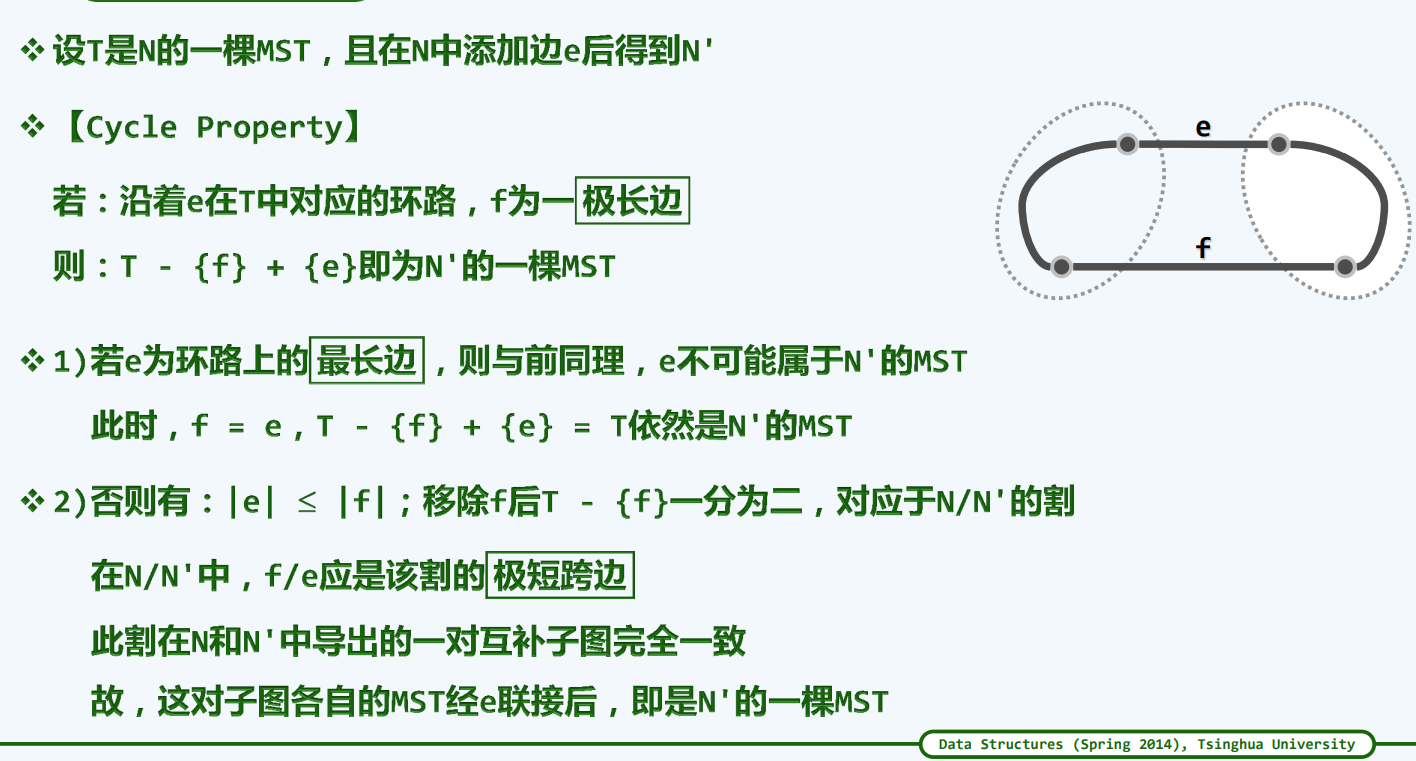 ❖ 设T是N的一棵MST，且在N中添加边e后得到N'
❖ 【Cycle Property】
若：沿着e在T中对应的环路，f为一极长边
则：T - {f} + {e}即为N'的一棵MST
e
f
❖ 1)若e为环路上的最长边，则与前同理，e不可能属于N'的MST
此时，f = e，T - {f} + {e} = T依然是N'的MST
❖ 2)否则有：|e| ≤ |f|；移除f后T - {f}一分为二，对应于N/N'的割
在N/N'中，f/e应是该割的极短跨边
此割在N和N'中导出的一对互补子图完全一致
故，这对子图各自的MST经e联接后，即是N'的一棵MST
Data Structures (Spring 2014), Tsinghua University